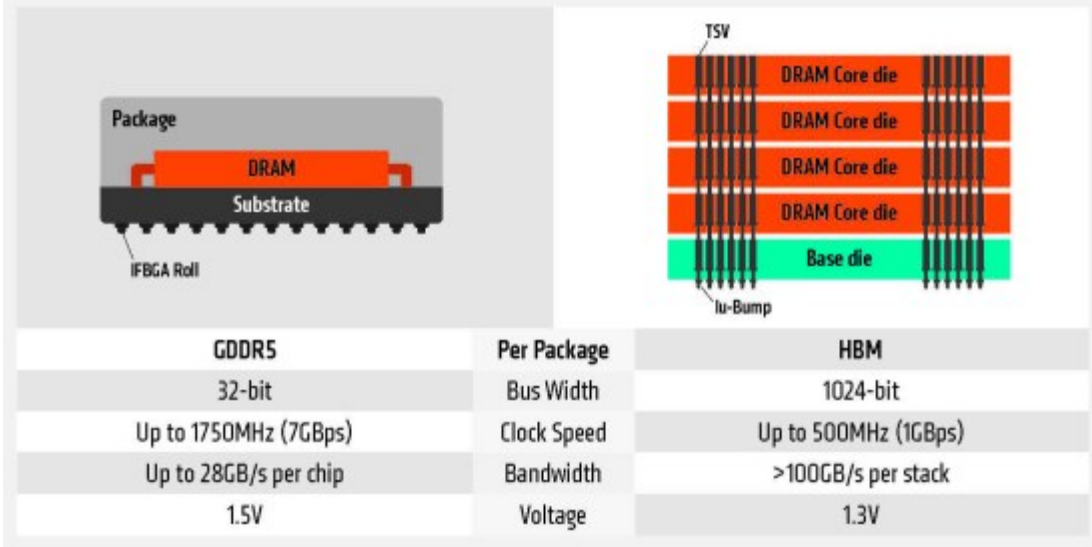 Package
DRAM
Substrate
IFBGA Roll
TSV
DRAM Core die
DRAM Core die
DRAM Core die
DRAM Core die
Base die
lu-Bump
GDDR5 Per Package HBM
32-bit Bus Width 1024-bit
Up to 1750MHz (7GBps) Clock Speed Up to 500MHz (1GBps)
Up to 28GB/s per chip Bandwidth >100GB/s per stack
1.5V Voltage 1.3V